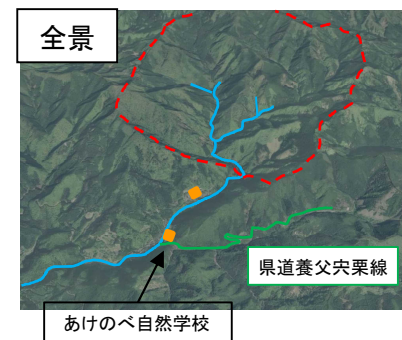 全景
県道養父宍粟線
あけのべ自然学校